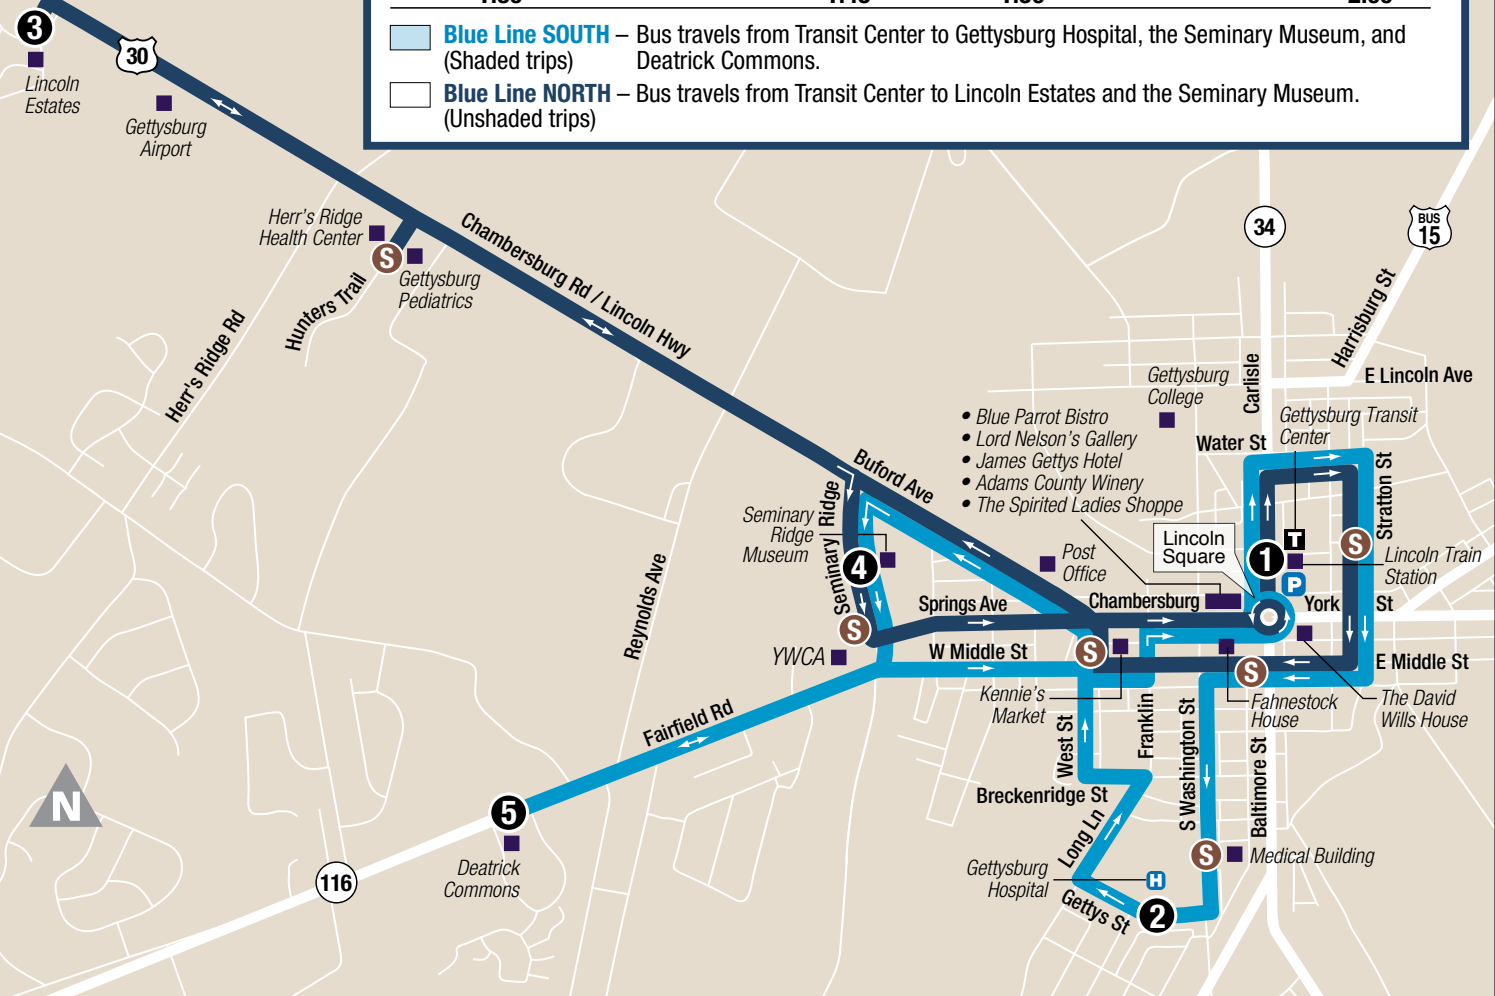 Blue Line SOUTH – Bus travels from Transit Center to Gettysburg Hospital, the Seminary Museum, and
(Shaded trips) Deatrick Commons.
Blue Line NORTH – Bus travels from Transit Center to Lincoln Estates and the Seminary Museum.
(Unshaded trips)
3
30
Lincoln
Estates
Gettysburg
Airport
Herr's Ridge
Health Center
S
Gettysburg
Pediatrics
Hunters Trail
Herr's Ridge Rd
Chambersburg Rd / Lincoln Hwy
34
BUS
15
Harrisburg St
Carlisle
E Lincoln Ave
Gettysburg
College
Gettysburg Transit
Center
Water St
• Blue Parrot Bistro
• Lord Nelson's Gallery
• James Gettys Hotel
• Adams County Winery
• The Spirited Ladies Shoppe
Buford Ave
Stratton St
Seminary Ridge
Seminary
Ridge
Museum
4
S
Lincoln
Square
1
T
P
S
Lincoln Train
Station
Post
Office
Reynolds Ave
Springs Ave
Chambersburg
York
St
YWCA
W Middle St
S
S
E Middle St
Kennie's
Market
Fahnestock
House
The David
Wills House
Fairfield Rd
West St
Franklin
S Washington St
Baltimore St
N
Breckenridge St
5
Long Ln
Deatrick
Commons
116
Gettysburg
Hospital
H
S
Medical Building
Gettys St
2